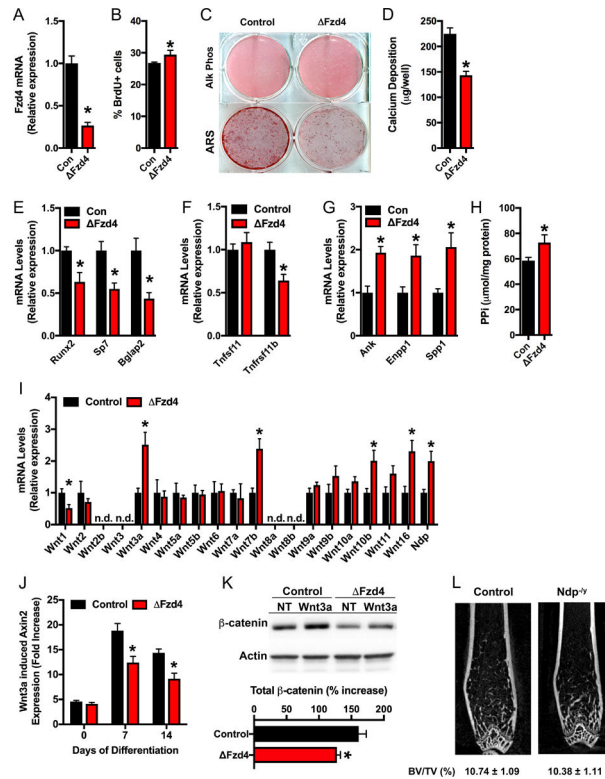 A
Fzd4 mRNA
(Relative expression)
1.5
1.0
0.5
0.0
*
Con
ΔFzd4
B
% BrdU+ cells
40
30
20
10
0
*
Con
ΔFzd4
C
Control
ΔFzd4
Alk Phos
ARS
D
Calcium Deposition
(μg/well)
250
200
150
100
50
0
*
Con
ΔFzd4
E
Con
ΔFzd4
mRNA Levels
(Relative expression)
2.0
1.5
1.0
0.5
0.0
*
*
*
Runx2
Sp7
Bglap2
F
Control
ΔFzd4
mRNA Levels
(Relative expression)
2.0
1.5
1.0
0.5
0.0
*
Tnfsf11
Tnfrsf11b
G
Con
ΔFzd4
mRNA Levels
(Relative expression)
4
3
2
1
0
*
*
*
Ank
Enpp1
Spp1
H
PPi (μmol/mg protein)
100
80
60
40
20
0
*
Con
ΔFzd4
I
Control
ΔFzd4
mRNA Levels
(Relative expression)
4
3
2
1
0
*
n.d.
n.d.
*
*
n.d.
n.d.
*
*
*
Wnt1
Wnt2
Wnt2b
Wnt3
Wnt3a
Wnt4
Wnt5a
Wnt5b
Wnt6
Wnt7a
Wnt7b
Wnt8a
Wnt8b
Wnt9a
Wnt9b
Wnt10a
Wnt10b
Wnt11
Wnt16
Ndp
J
Control
ΔFzd4
Wnt3a induced Axin2
Expression (Fold Increase)
25
20
15
10
5
0
*
*
0
7
14
Days of Differentiation
K
Control
ΔFzd4
NT Wnt3a NT Wnt3a
β-catenin
Actin
Total β-catenin (% increase)
0 50 100 150 200
Control
ΔFzd4
*
L
Control
Ndp-/y
BV/TV (%) 10.74 ± 1.09 10.38 ± 1.11